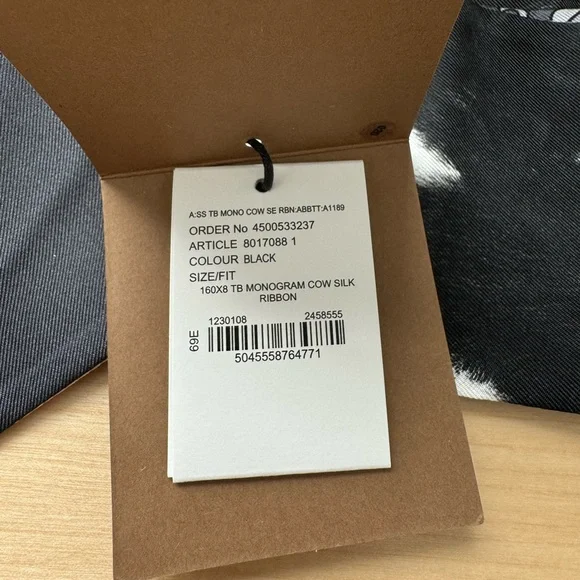 A:SS TB MONO COW SE RBN:ABBTT:A1189
ORDER No 4500533237
ARTICLE 8017088 1
COLOUR BLACK
SIZE/FIT
160X8 TB MONOGRAM COW SILK
RIBBON
1230108 2458555
69E
5045558764771